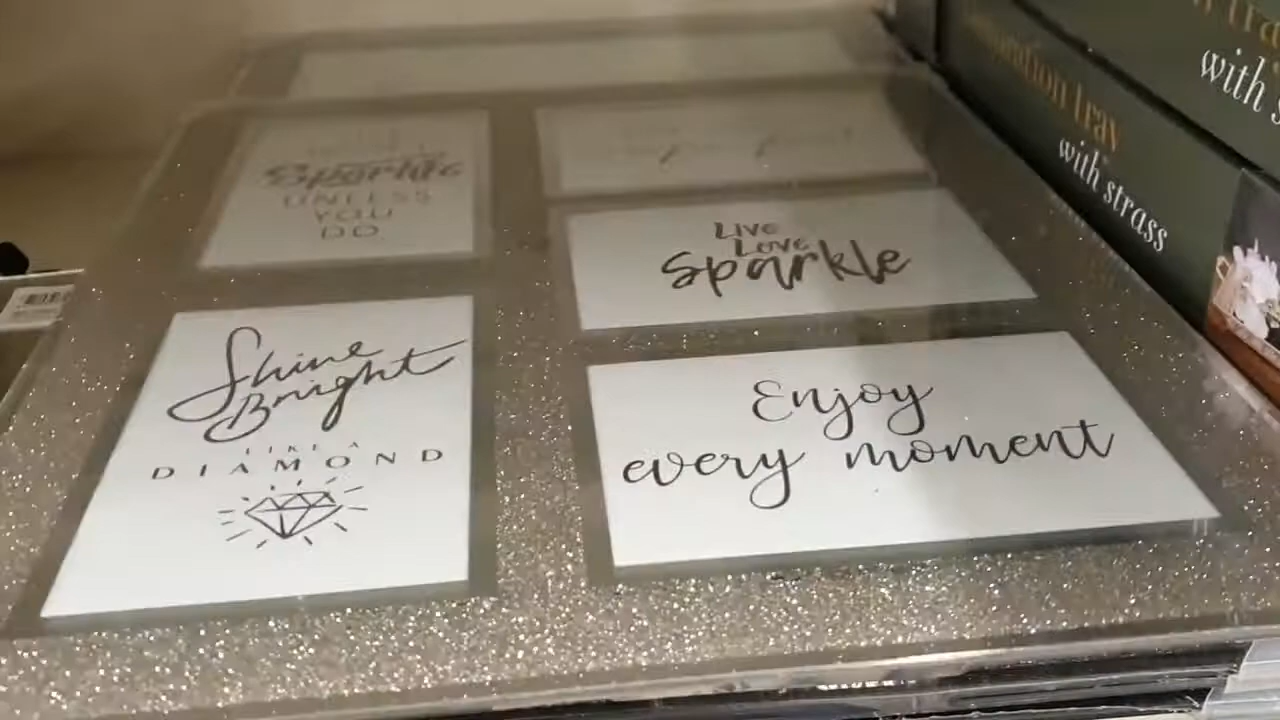 Sparkle
UNLESS
YOU
DO
Live
Love
Sparkle
Shine
Bright
LIKE A
DIAMOND
Enjoy
every moment
tray
with strass
with